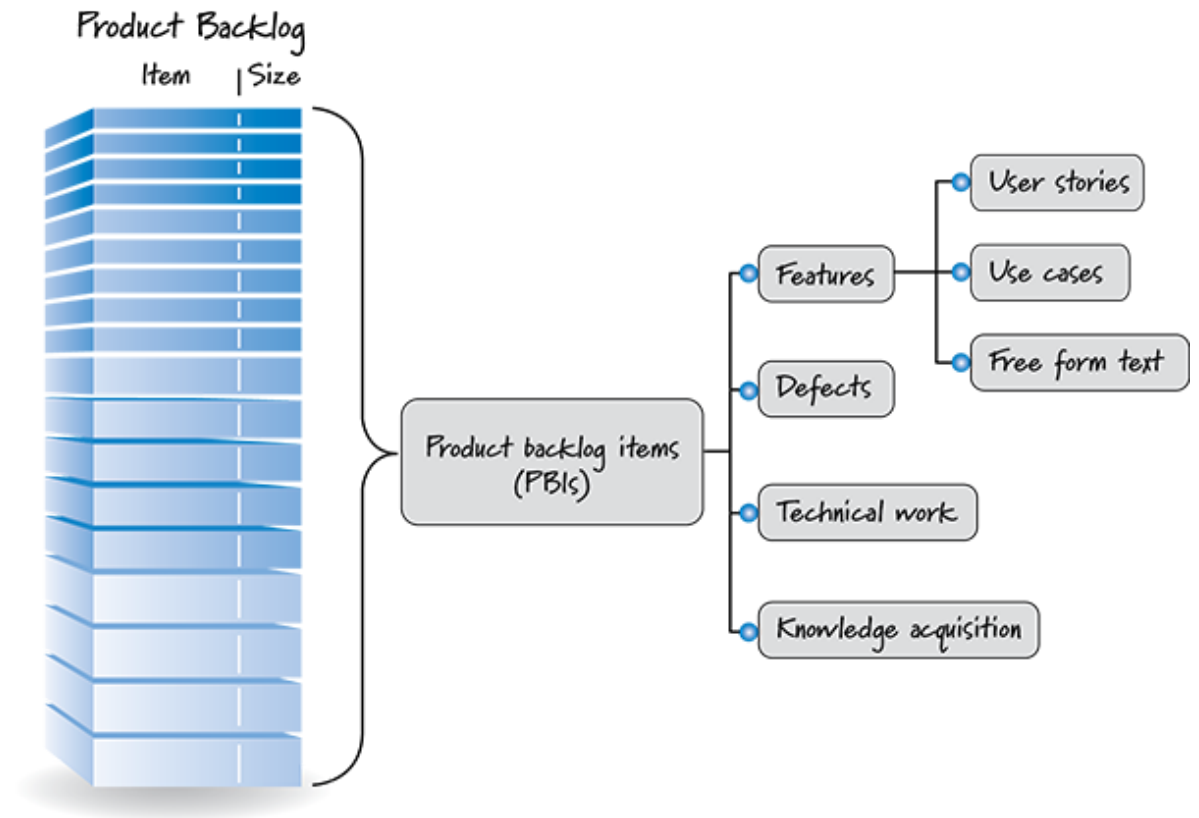 Product Backlog
Item | Size
Product backlog items
(PBIs)
Features
Defects
Technical work
Knowledge acquisition
User stories
Use cases
Free form text